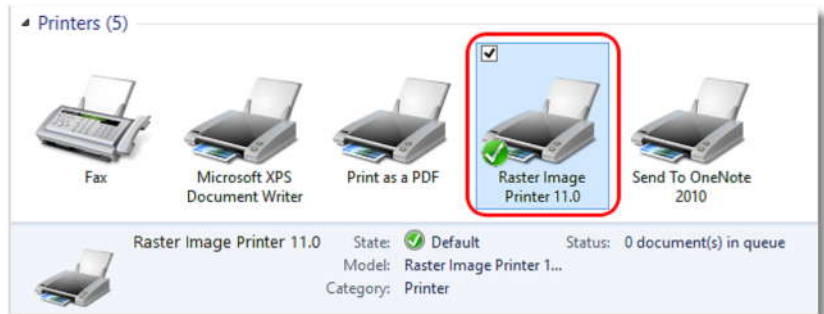 Printers (5)
Fax
Microsoft XPS
Document Writer
Print as a PDF
Raster Image
Printer 11.0
Send To OneNote
2010
Raster Image Printer 11.0 State: Default Status: 0 document(s) in queue
Model: Raster Image Printer 1...
Category: Printer